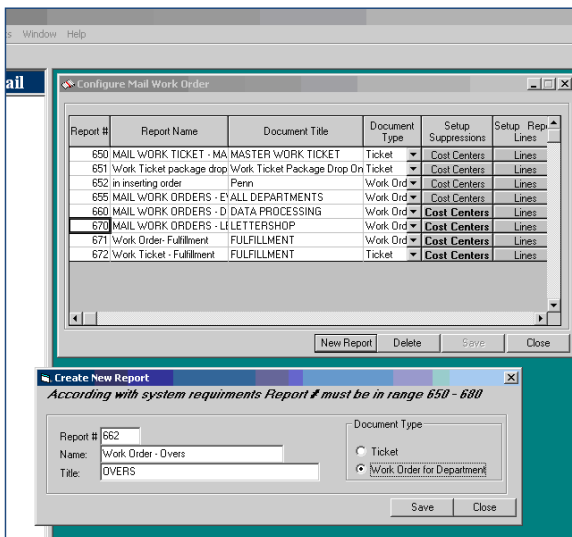 s Window Help
ail
Configure Mail Work Order
Report # Report Name Document Title Document Type Setup Suppressions Setup Repo Lines
650 MAIL WORK TICKET - MA MASTER WORK TICKET Ticket Cost Centers Lines
651 Work Ticket package drop Work Ticket Package Drop On Ticket Cost Centers Lines
652 in inserting order Penn Work Ord Cost Centers Lines
655 MAIL WORK ORDERS - E ALL DEPARTMENTS Work Ord Cost Centers Lines
660 MAIL WORK ORDERS - D DATA PROCESSING Work Ord Cost Centers Lines
670 MAIL WORK ORDERS - LE LETTERSHOP Work Ord Cost Centers Lines
671 Work Order- Fulfillment FULFILLMENT Work Ord Cost Centers Lines
672 Work Ticket - Fulfillment FULFILLMENT Ticket Cost Centers Lines
New Report Delete Save Close
Create New Report
According with system requirments Report # must be in range 650 - 680
Report # 662
Name: Work Order - Overs
Title: OVERS
Document Type
Ticket
Work Order for Department
Save Close